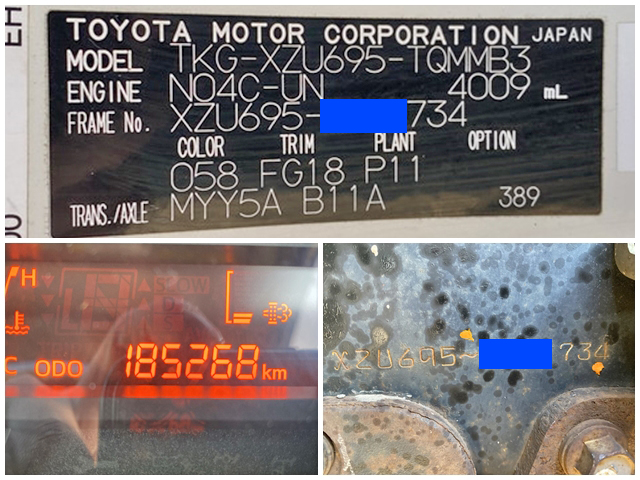 TOYOTA MOTOR CORPORATION JAPAN
MODEL TKG-XZU695-TQMMB3
ENGINE N04C-UN 4009 mL
FRAME No. XZU695- 734
COLOR TRIM PLANT OPTION
058 FG18 P11
TRANS./AXLE MYY5A B11A 389
/H
SLOW
C ODO 185268 km
XZU695- 734